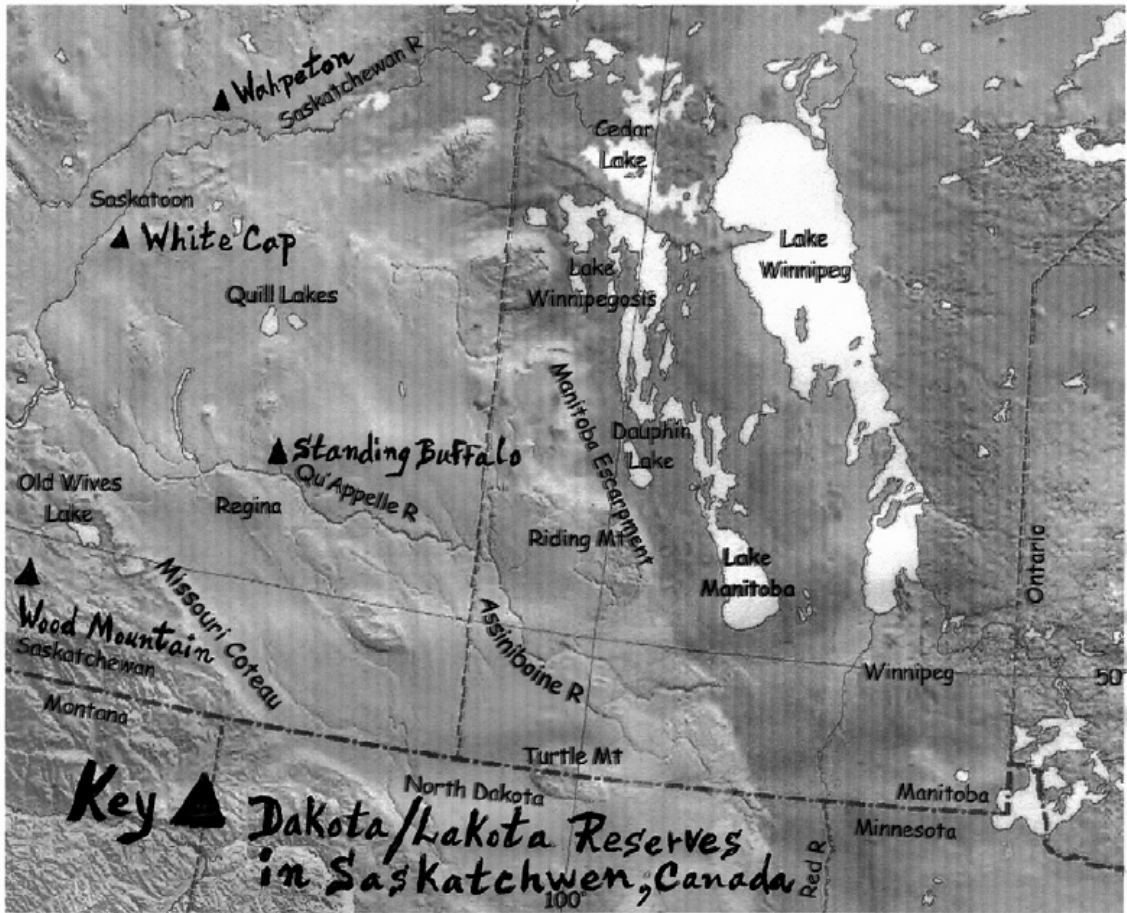 Wahpeton
Saskatchewan R
Cedar
Lake
Saskatoon
White Cap
Lake
Winnipeg
Lake
Winnipegosis
Quill Lakes
Manitoba Escarpment
Dauphin
Lake
Standing Buffalo
Qu'Appelle R
Old Wives
Lake
Regina
Riding Mt
Lake
Manitoba
Ontario
Missouri Coteau
Wood Mountain
Saskatchewan
Assiniboine R
Winnipeg
50°
Montana
Turtle Mt
North Dakota
Manitoba
Minnesota
Red R
Key
Dakota/Lakota Reserves
in Saskatchwen, Canada
100°